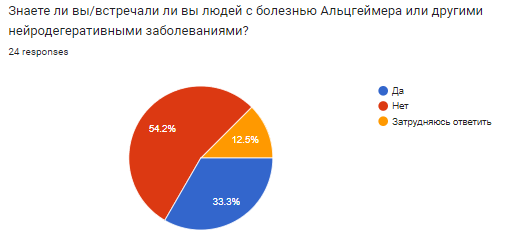 Знаете ли вы/встречали ли вы людей с болезнью Альцгеймера или другими
нейродегеративными заболеваниями?
24 responses
Да
Нет
Затрудняюсь ответить
54.2%
12.5%
33.3%